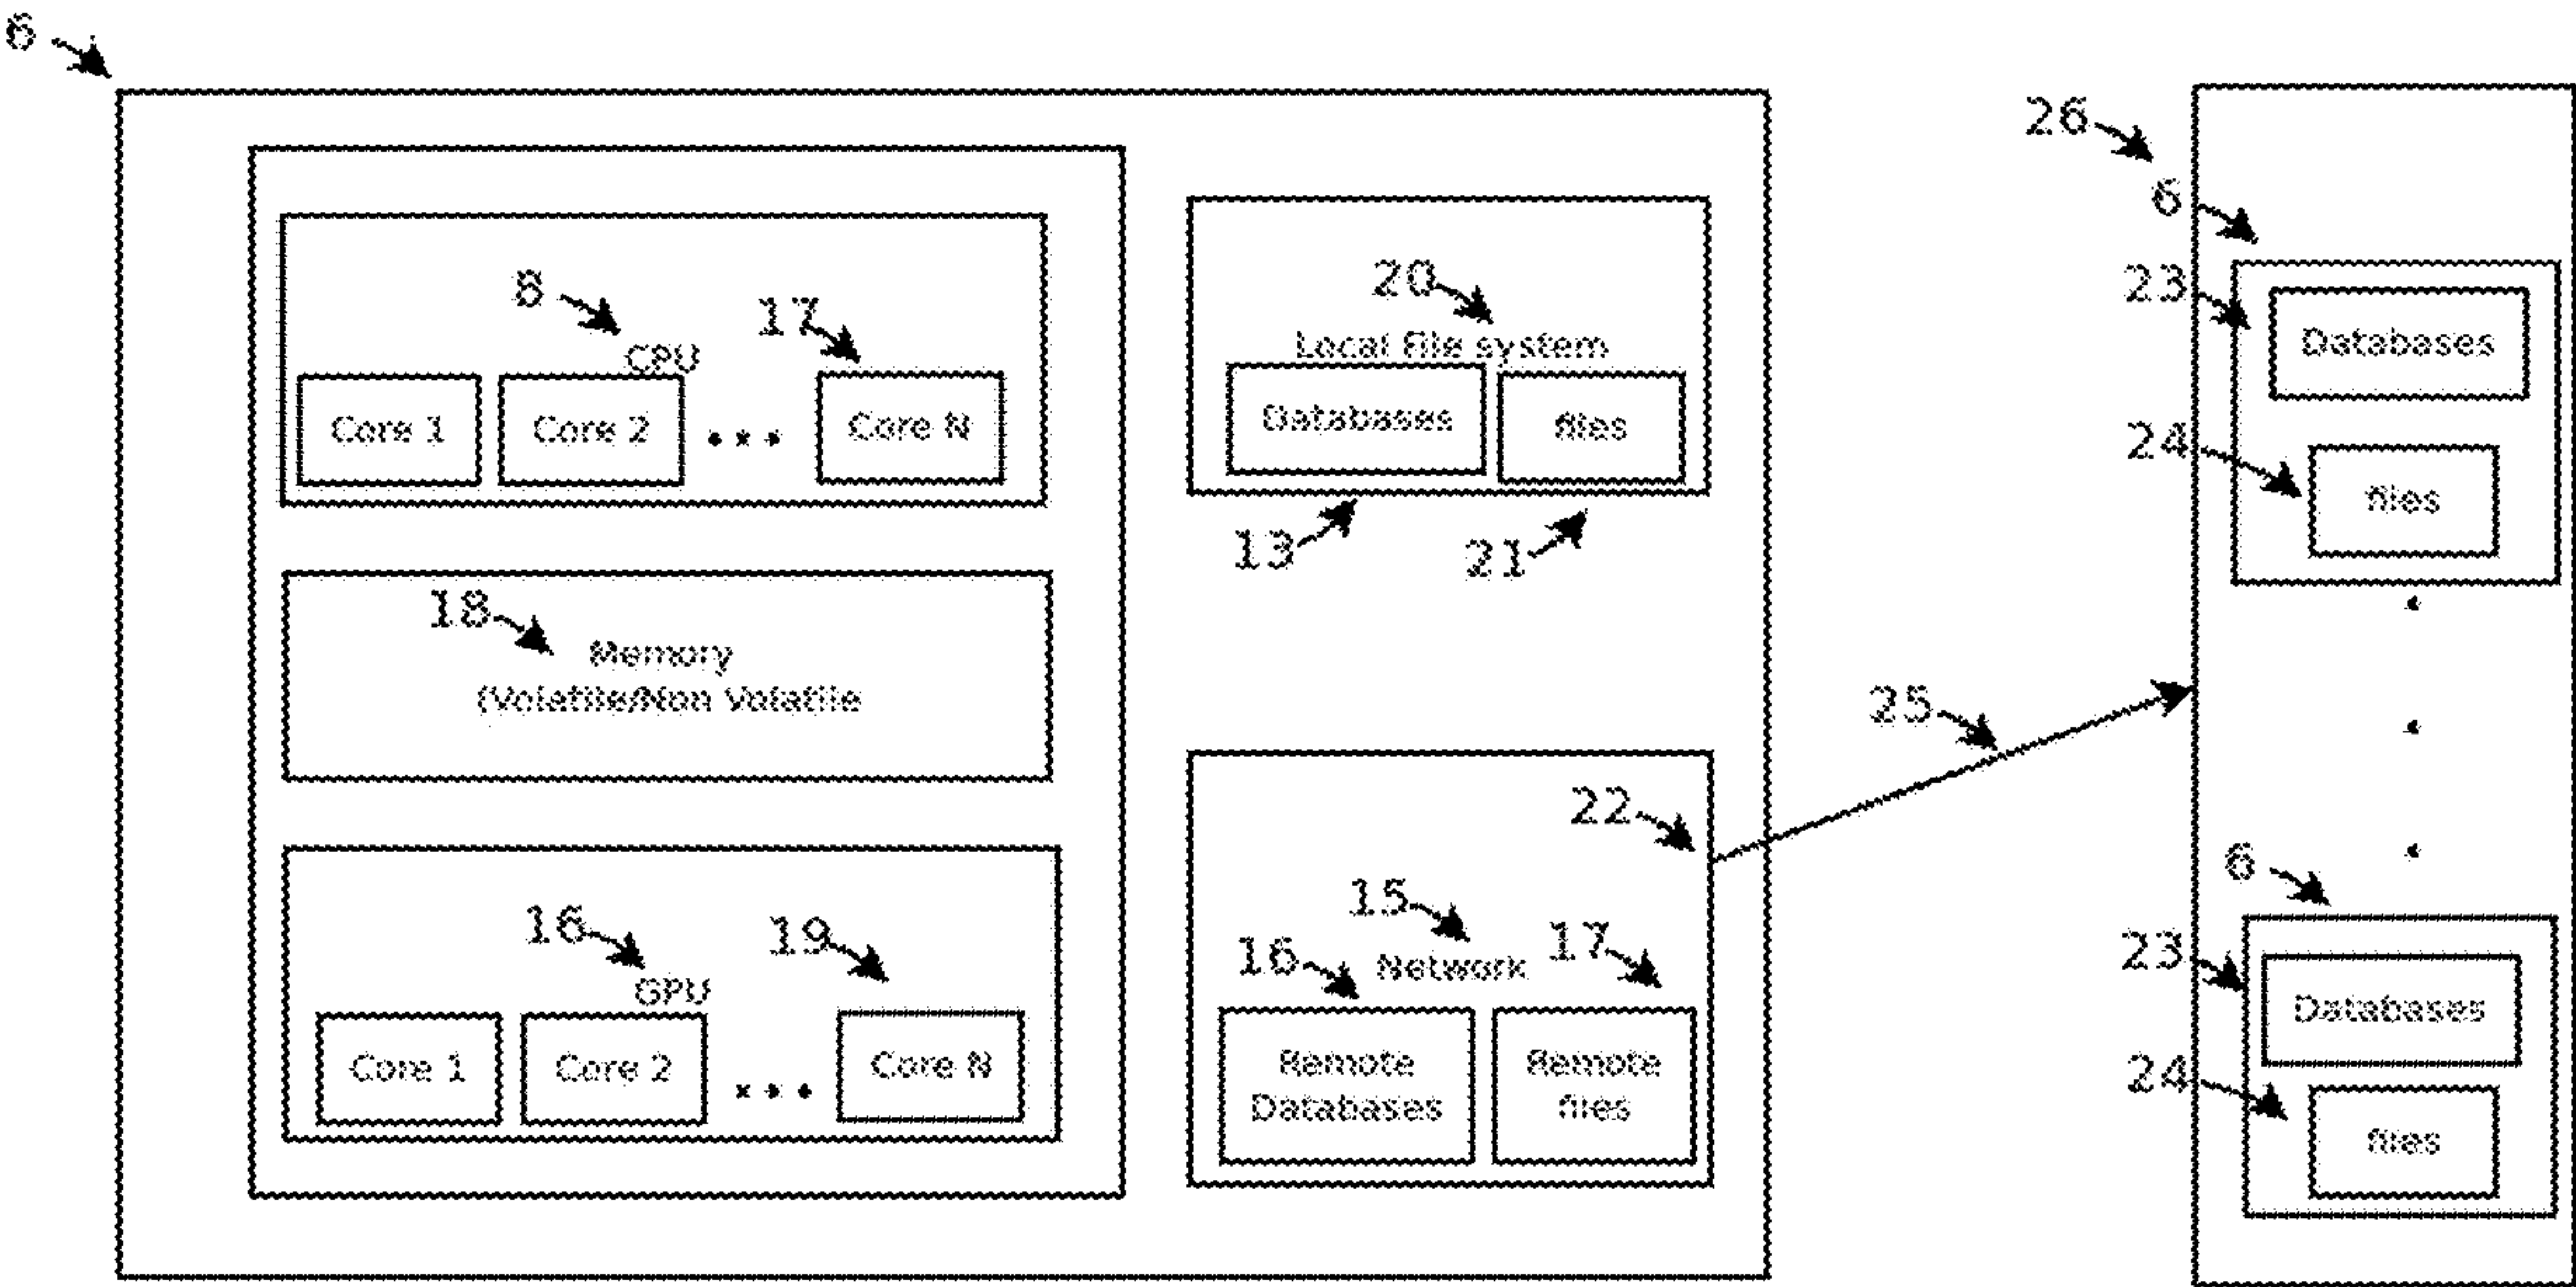 6
8
17
CPU
Core 1
Core 2
...
Core N
18
Memory
(Volatile/Non Volatile
16
19
GPU
Core 1
Core 2
...
Core N
20
Local File system
Databases
files
13
21
22
15
16
Network
17
Remote
Databases
Remote
files
25
26
6
23
Databases
24
files
6
23
Databases
24
files